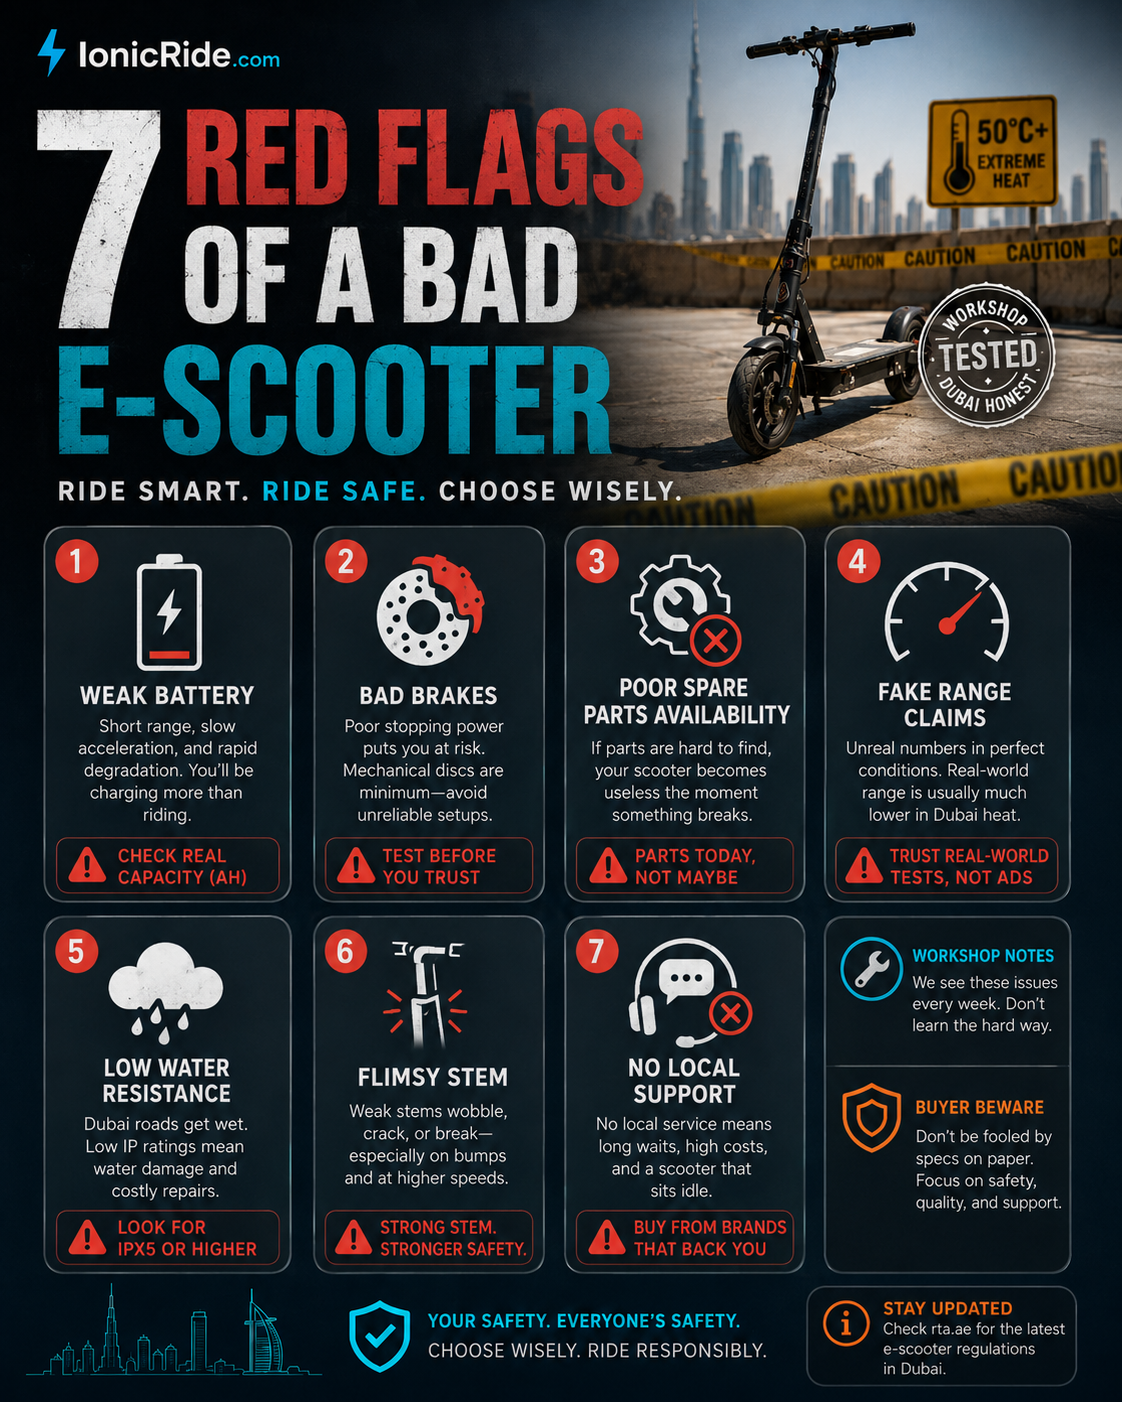 IonicRide.com
7 RED FLAGS
OF A BAD
E-SCOOTER
RIDE SMART. RIDE SAFE. CHOOSE WISELY.
50°C+
EXTREME
HEAT
CAUTION CAUTION CAUTION
WORKSHOP
TESTED
DUBAI HONEST
CAUTION CAUTION CAUTION
1
WEAK BATTERY
Short range, slow
acceleration, and rapid
degradation. You'll be
charging more than
riding.
CHECK REAL
CAPACITY (AH)
2
BAD BRAKES
Poor stopping power
puts you at risk.
Mechanical discs are
minimum—avoid
unreliable setups.
TEST BEFORE
YOU TRUST
3
POOR SPARE
PARTS AVAILABILITY
If parts are hard to find,
your scooter becomes
useless the moment
something breaks.
PARTS TODAY,
NOT MAYBE
4
FAKE RANGE
CLAIMS
Unreal numbers in perfect
conditions. Real-world
range is usually much
lower in Dubai heat.
TRUST REAL-WORLD
TESTS, NOT ADS
5
LOW WATER
RESISTANCE
Dubai roads get wet.
Low IP ratings mean
water damage and
costly repairs.
LOOK FOR
IPX5 OR HIGHER
6
FLIMSY STEM
Weak stems wobble,
crack, or break—
especially on bumps
and at higher speeds.
STRONG STEM.
STRONGER SAFETY.
7
NO LOCAL
SUPPORT
No local service means
long waits, high costs,
and a scooter that
sits idle.
BUY FROM BRANDS
THAT BACK YOU
WORKSHOP NOTES
We see these issues
every week. Don't
learn the hard way.
BUYER BEWARE
Don't be fooled by
specs on paper.
Focus on safety,
quality, and support.
YOUR SAFETY. EVERYONE'S SAFETY.
CHOOSE WISELY. RIDE RESPONSIBLY.
STAY UPDATED
Check rta.ae for the latest
e-scooter regulations
in Dubai.